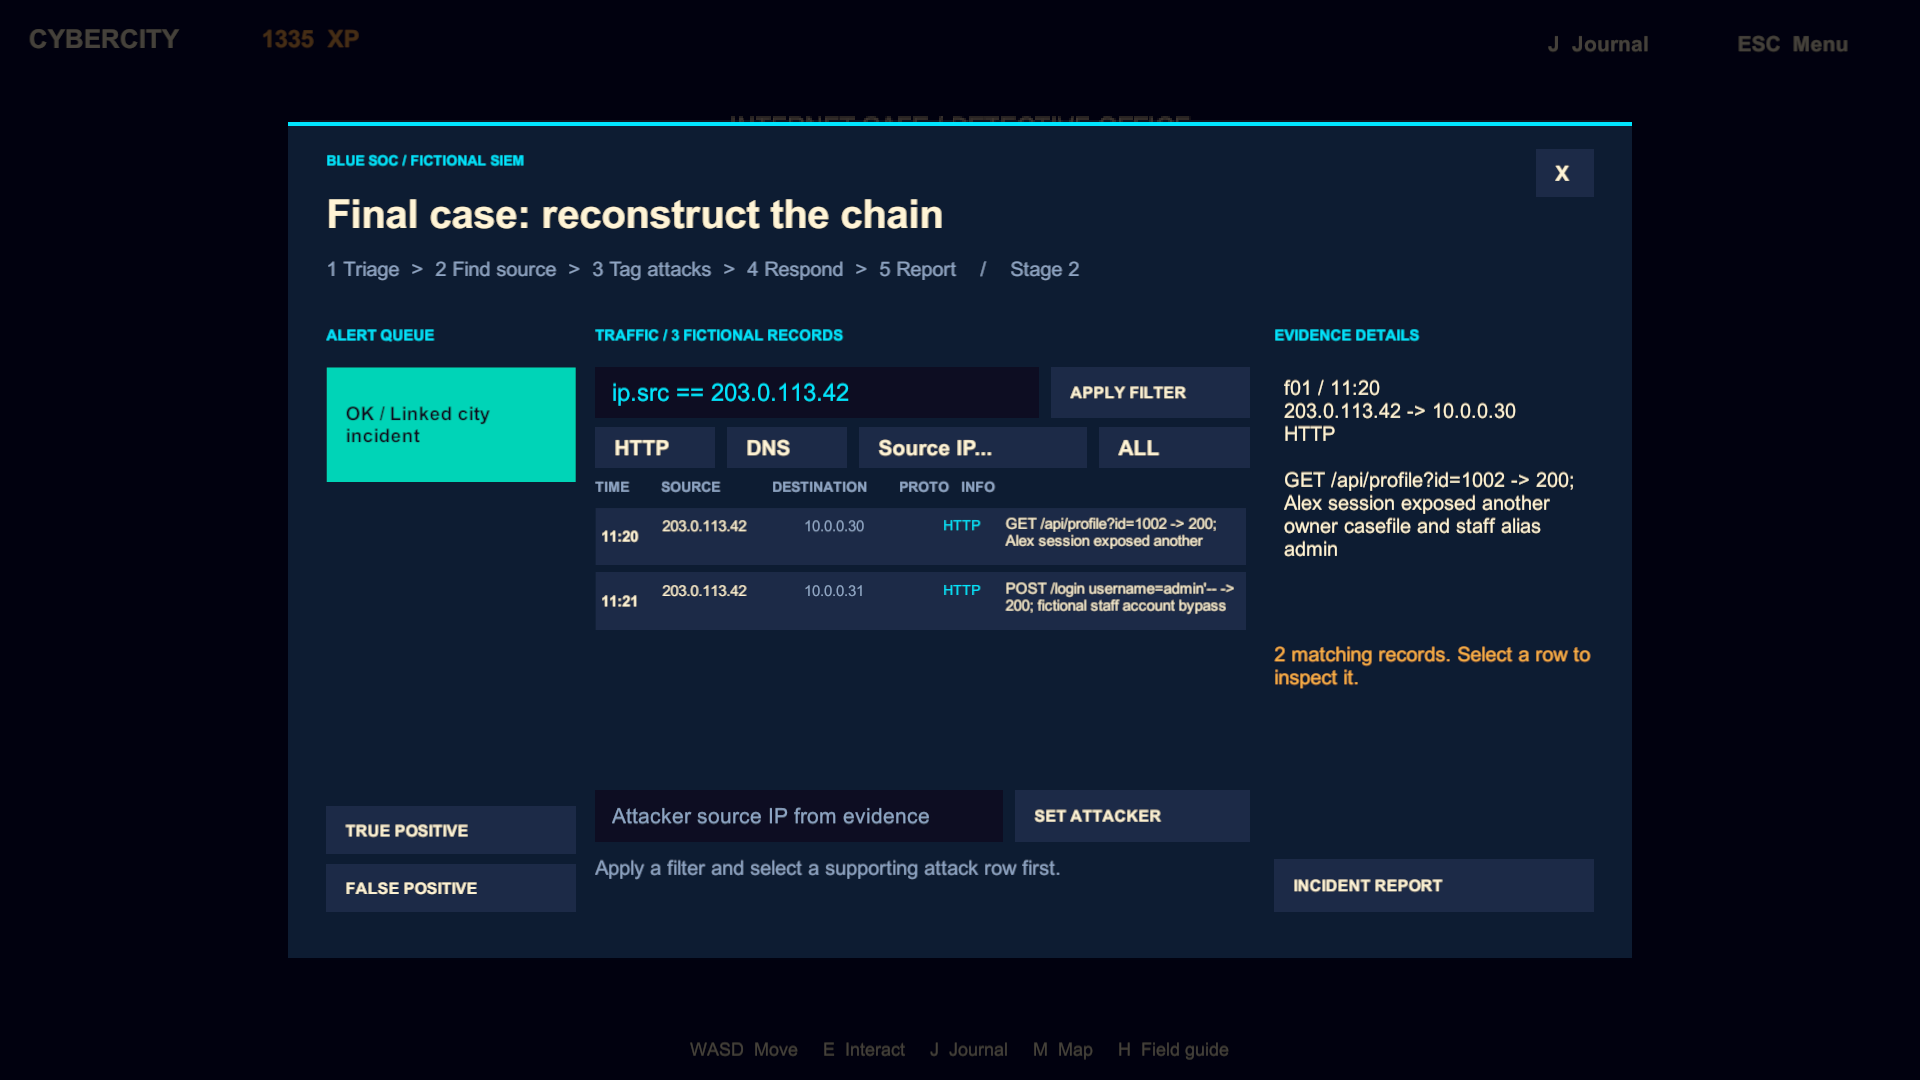 CYBERCITY
1335 XP
J Journal
ESC Menu
INTERNET CAFE / DETECTIVE OFFICE
BLUE SOC / FICTIONAL SIEM
X
Final case: reconstruct the chain
1 Triage > 2 Find source > 3 Tag attacks > 4 Respond > 5 Report / Stage 2
ALERT QUEUE
OK / Linked city
incident
TRUE POSITIVE
FALSE POSITIVE
TRAFFIC / 3 FICTIONAL RECORDS
ip.src == 203.0.113.42
APPLY FILTER
HTTP
DNS
Source IP...
ALL
TIME SOURCE DESTINATION PROTO INFO
11:20 203.0.113.42 10.0.0.30 HTTP GET /api/profile?id=1002 -> 200;
Alex session exposed another
11:21 203.0.113.42 10.0.0.31 HTTP POST /login username=admin'-- ->
200; fictional staff account bypass
Attacker source IP from evidence
SET ATTACKER
Apply a filter and select a supporting attack row first.
EVIDENCE DETAILS
f01 / 11:20
203.0.113.42 -> 10.0.0.30
HTTP
GET /api/profile?id=1002 -> 200;
Alex session exposed another
owner casefile and staff alias
admin
2 matching records. Select a row to
inspect it.
INCIDENT REPORT
WASD Move E Interact J Journal M Map H Field guide